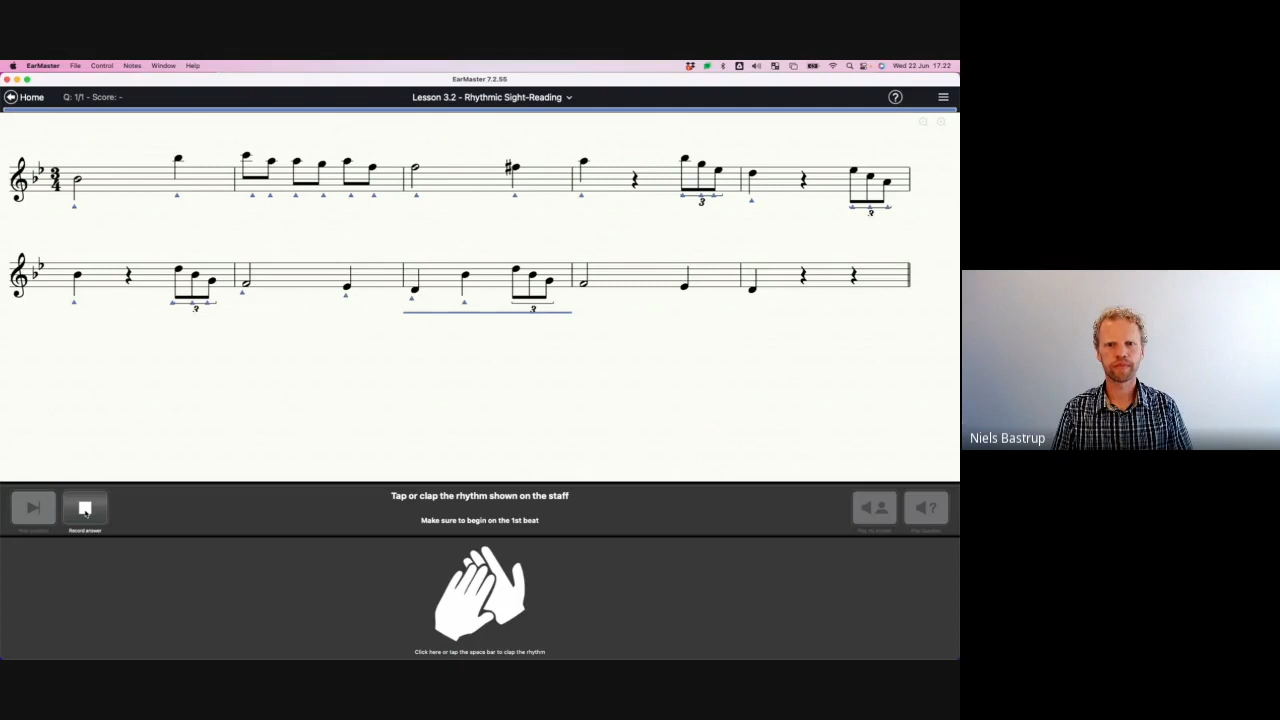 EarMaster File Control Notes Window Help Wed 22 Jun 17.22
EarMaster 7.2.55
Home Q: 1/1 - Score: - Lesson 3.2 - Rhythmic Sight-Reading ?
3
4
3
3
3
3
Niels Bastrup
Tap or clap the rhythm shown on the staff
Make sure to begin on the 1st beat
?
Record answer
Click here or tap the space bar to clap the rhythm